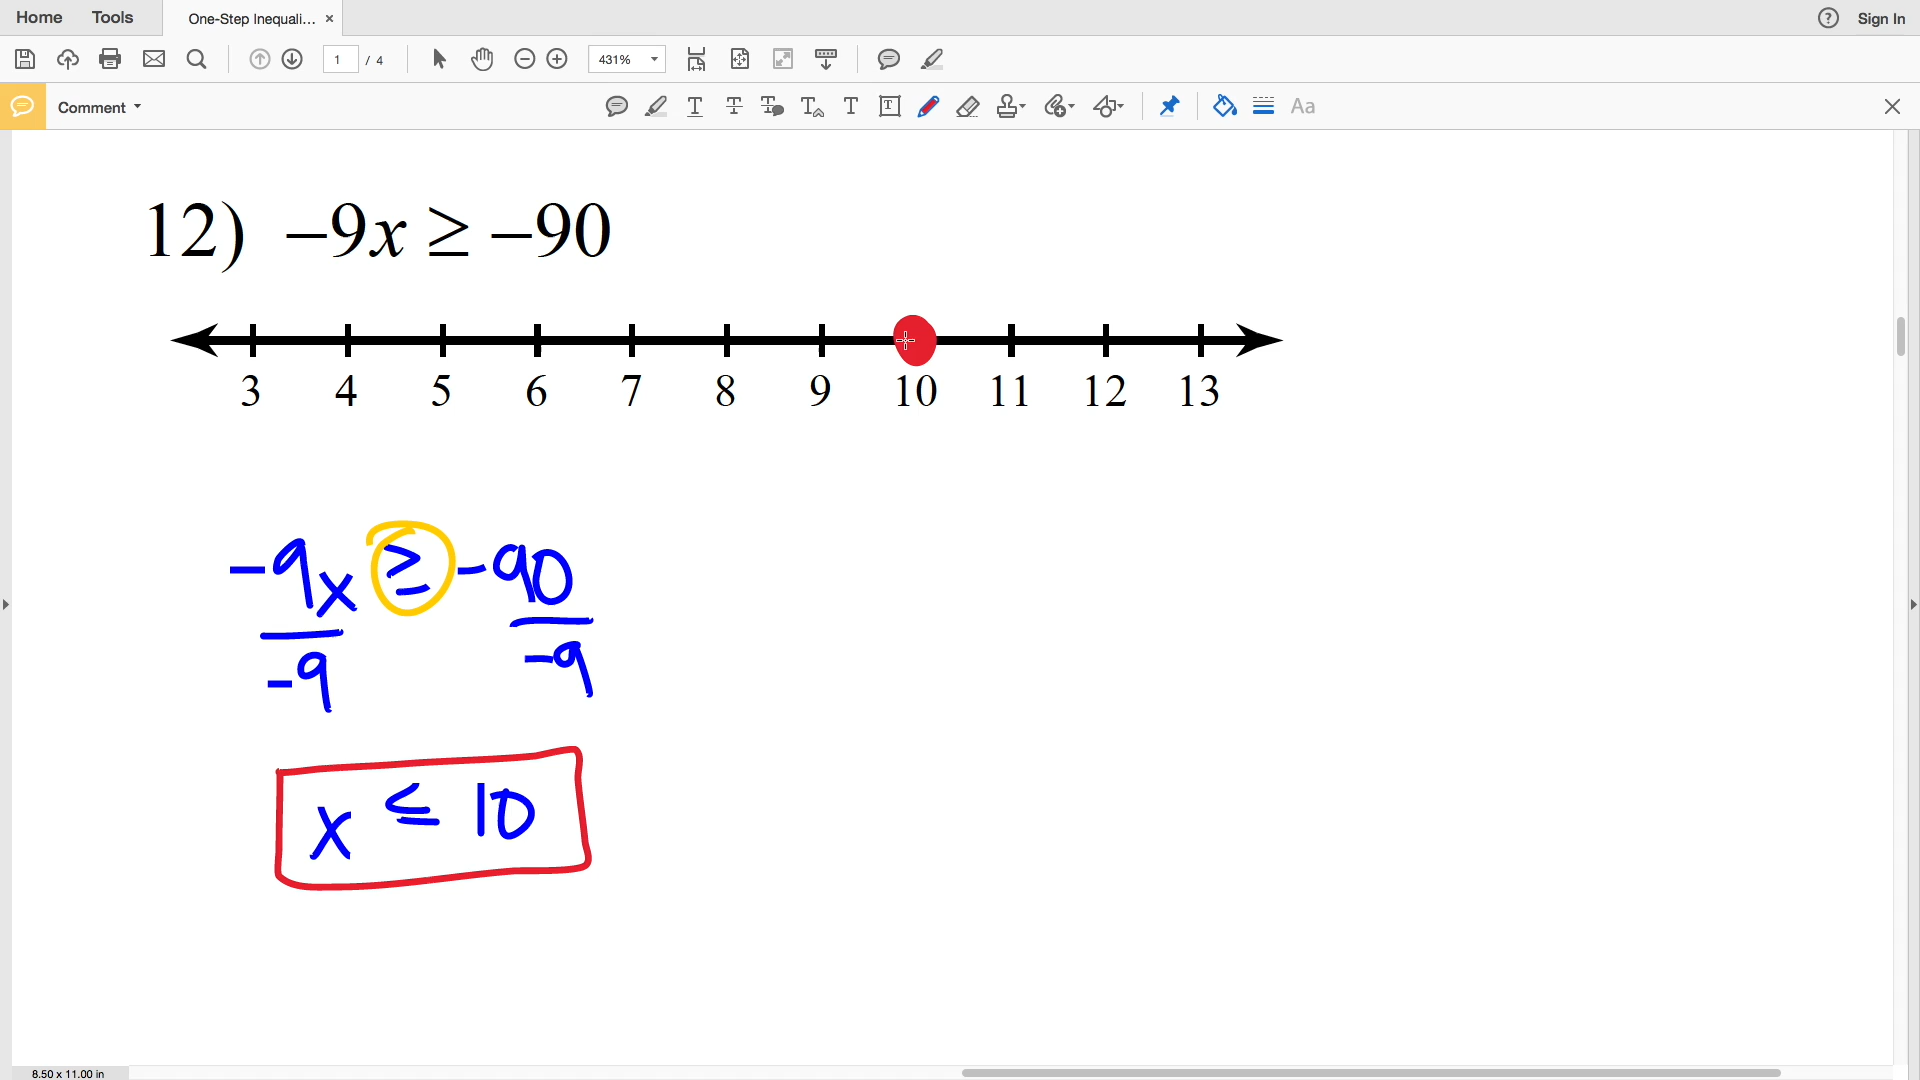 Home Tools One-Step Inequali... × ? Sign In
1 / 4 431%
Comment Aa
12) –9x ≥ –90
3 4 5 6 7 8 9 10 11 12 13
-9x ≥ -90
-9 -9
x ≤ 10
8.50 x 11.00 in